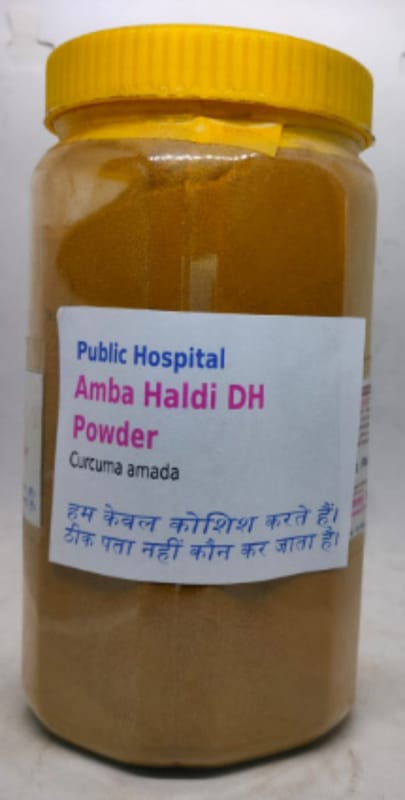 Public Hospital
Amba Haldi DH
Powder
Curcuma amada
हम केवल कोशिश करते हैं।
ठीक पता नहीं कौन कर जाता है।